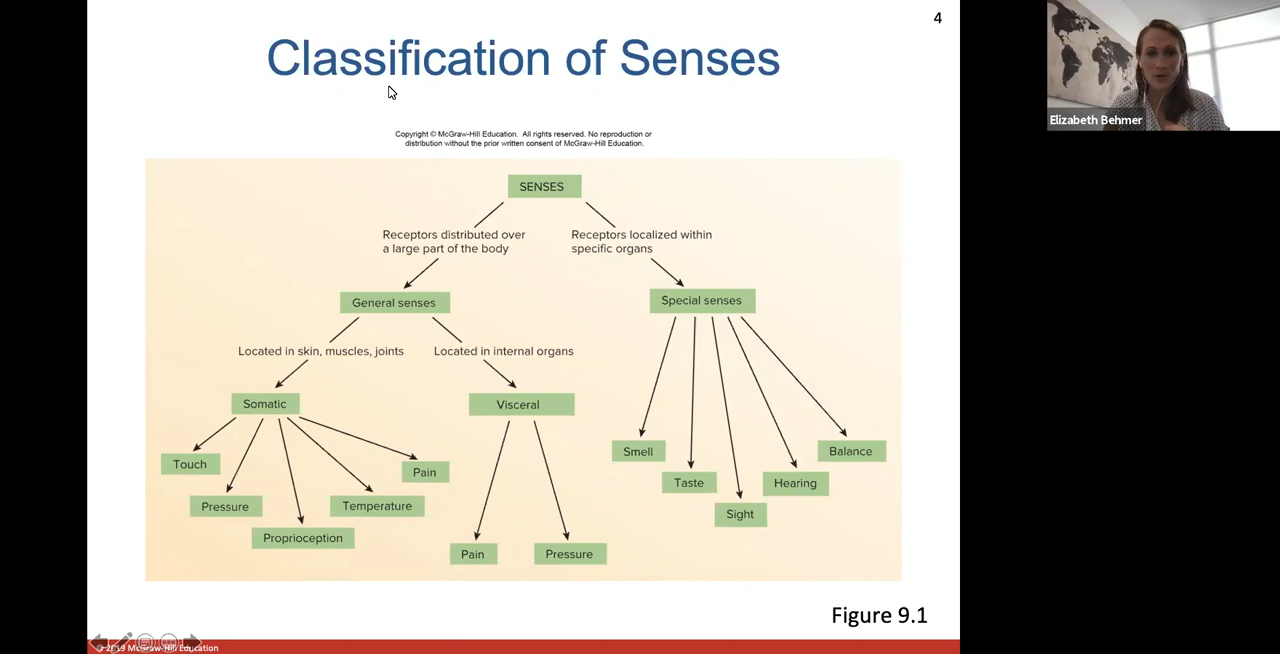 4
Classification of Senses
Elizabeth Behmer
Copyright © McGraw-Hill Education. All rights reserved. No reproduction or
distribution without the prior written consent of McGraw-Hill Education.
SENSES
Receptors distributed over
a large part of the body
Receptors localized within
specific organs
General senses
Special senses
Located in skin, muscles, joints
Located in internal organs
Somatic
Visceral
Touch
Pressure
Proprioception
Temperature
Pain
Pain
Pressure
Smell
Taste
Sight
Hearing
Balance
Figure 9.1
© 2019 McGraw-Hill Education